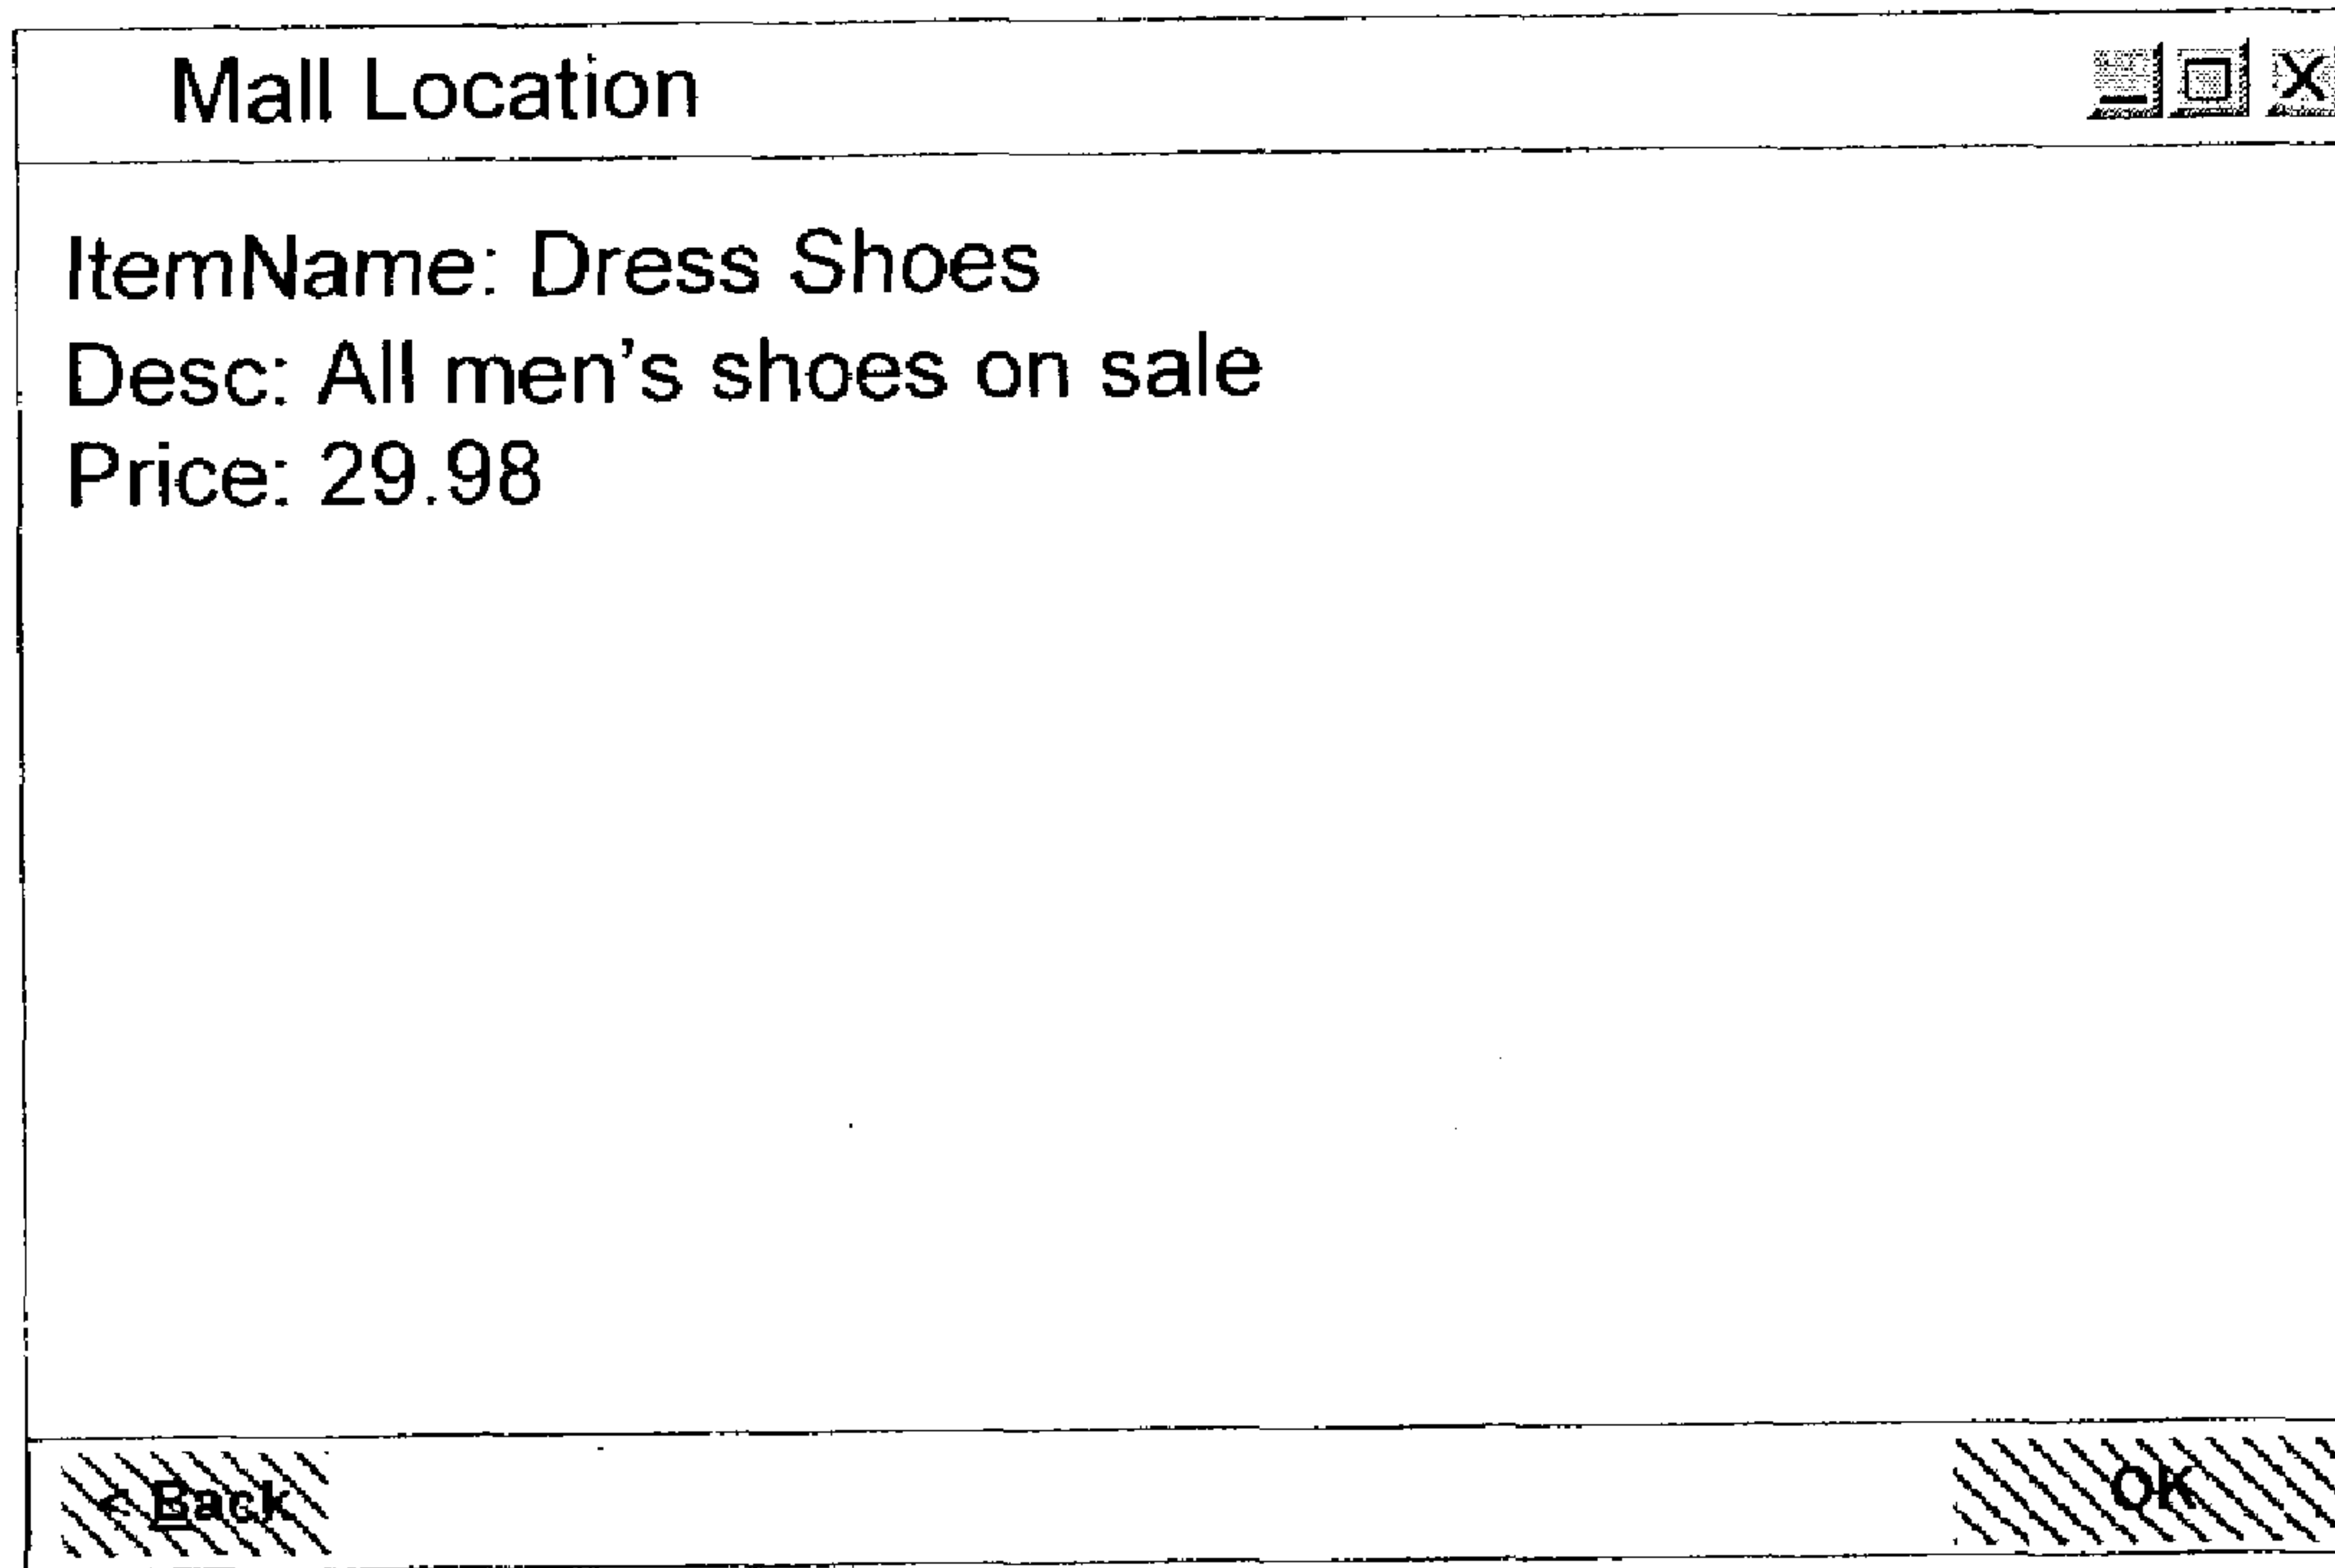 Mall Location
ItemName: Dress Shoes
Desc: All men's shoes on sale
Price: 29.98
< Back
OK